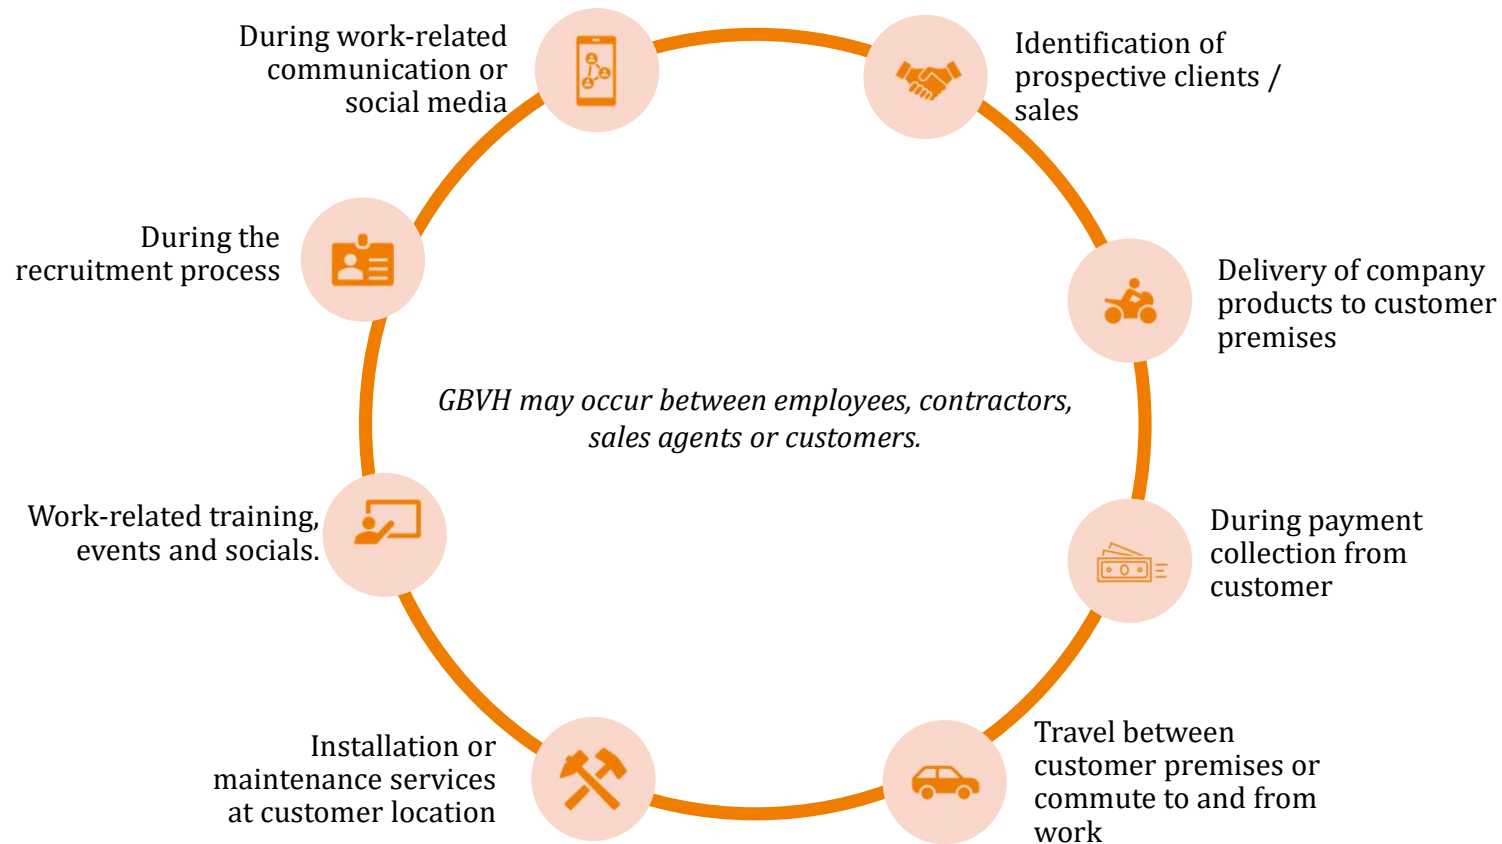 During work-related
communication or
social media
Identification of
prospective clients /
sales
During the
recruitment process
Delivery of company
products to customer
premises
GBVH may occur between employees, contractors,
sales agents or customers.
Work-related training,
events and socials.
During payment
collection from
customer
Installation or
maintenance services
at customer location
Travel between
customer premises or
commute to and from
work